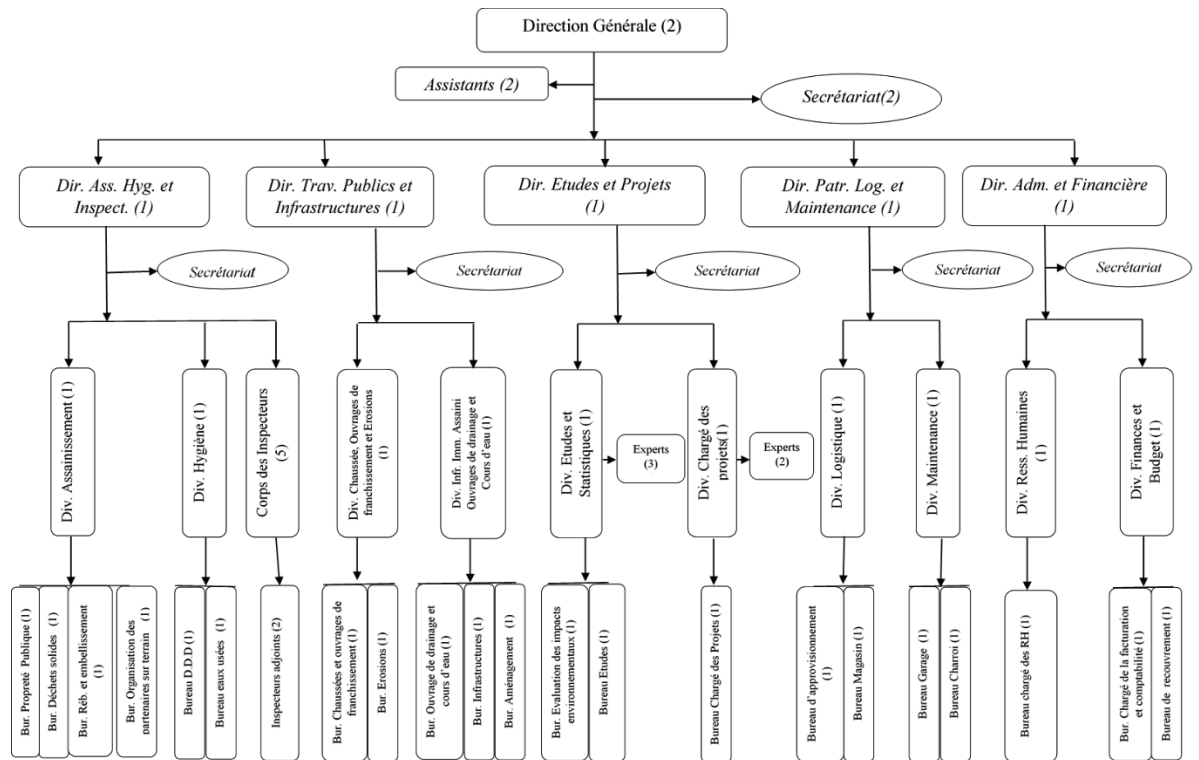 Direction Générale (2)
Assistants (2)
Secrétariat(2)
Dir. Ass. Hyg. et
Inspect. (1)
Dir. Trav. Publics et
Infrastructures (1)
Dir. Etudes et Projets
(1)
Dir. Patr. Log. et
Maintenance (1)
Dir. Adm. et Financière
(1)
Secrétariat
Secrétariat
Secrétariat
Secrétariat
Secrétariat
Div. Assainissement (1)
Div. Hygiène (1)
Corps des Inspecteurs
(5)
Div. Chaussée, Ouvrages de
franchissement et Erosions
(1)
Div. Infr. Imm. Assaini
Ouvrages de drainage et
Cours d'eau (1)
Div. Etudes et
Statistiques (1)
Experts
(3)
Div. Chargé des
projets(1)
Experts
(2)
Div. Logistique (1)
Div. Maintenance (1)
Div. Ress. Humaines
(1)
Div. Finances et
Budget (1)
Bur. Propreté Publique (1)
Bur. Déchets solides (1)
Bur. Réb. et embellissement
(1)
Bur. Organisation des
partenaires sur terrain (1)
Bureau D.D.D (1)
Bureau eaux usées (1)
Inspecteurs adjoints (2)
Bur. Chaussées et ouvrages de
franchissement (1)
Bur. Erosions (1)
Bur. Ouvrage de drainage et
cours d'eau (1)
Bur. Infrastructures (1)
Bur. Aménagement (1)
Bur. Evaluation des impacts
environnementaux (1)
Bureau Etudes (1)
Bureau Chargé des Projets (1)
Bureau d'approvisionnement
(1)
Bureau Magasin (1)
Bureau Garage (1)
Bureau Charroi (1)
Bureau chargé des RH (1)
Bur. Chargé de la facturation
et comptabilité (1)
Bureau de recouvrement (1)